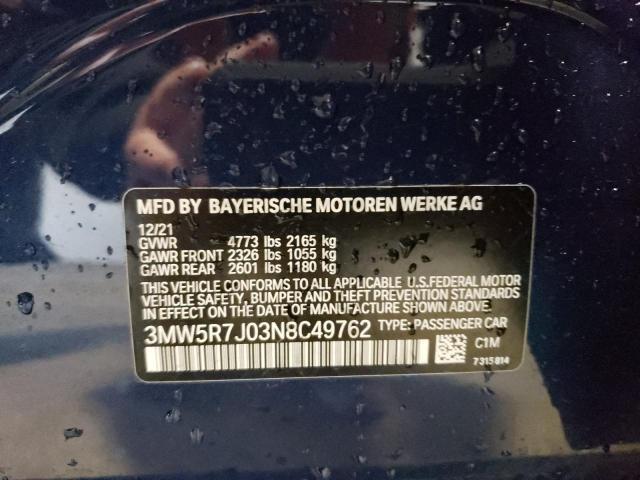 MFD BY BAYERISCHE MOTOREN WERKE AG
12/21
GVWR 4773 lbs 2165 kg
GAWR FRONT 2326 lbs 1055 kg
GAWR REAR 2601 lbs 1180 kg
THIS VEHICLE CONFORMS TO ALL APPLICABLE U.S.FEDERAL MOTOR
VEHICLE SAFETY, BUMPER AND THEFT PREVENTION STANDARDS
IN EFFECT ON THE DATE OF MANUFACTURE SHOWN ABOVE.
3MW5R7J03N8C49762 TYPE: PASSENGER CAR
C1M
7315814